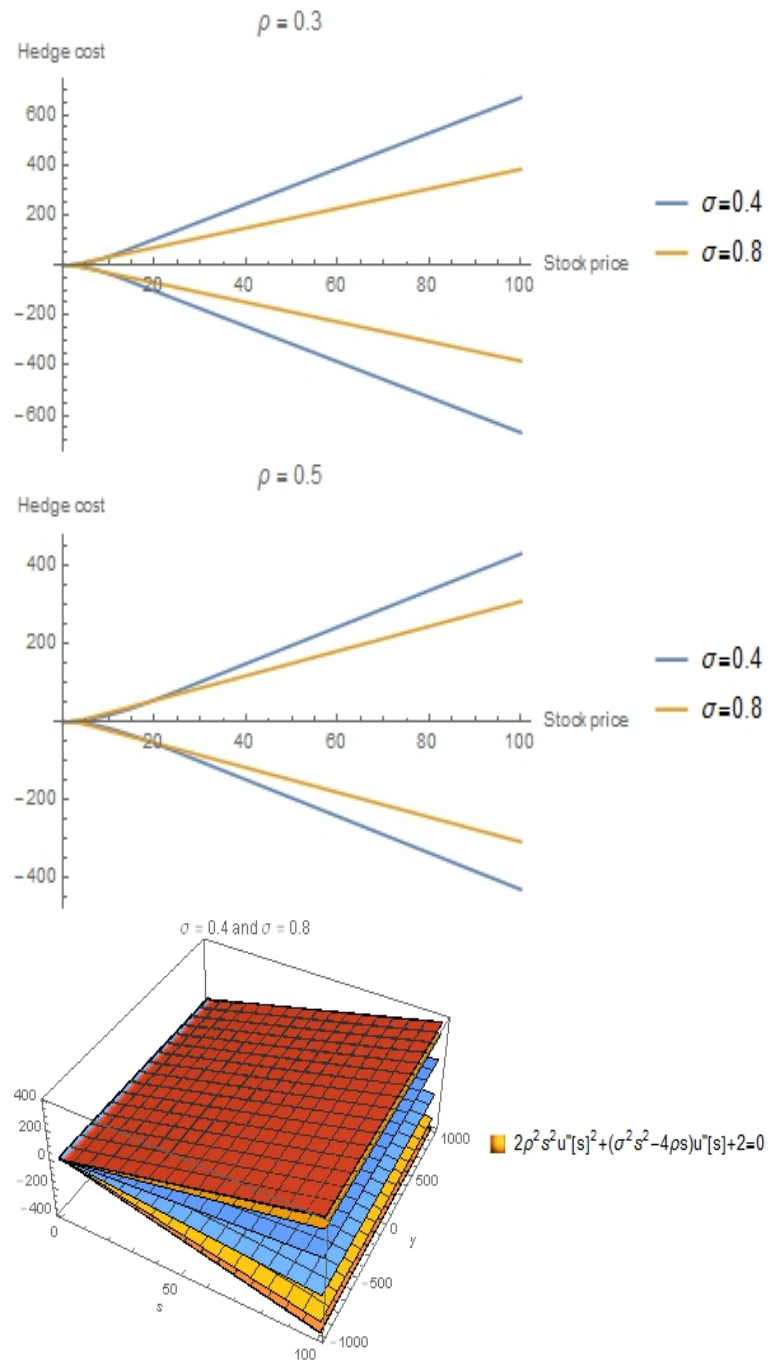 ρ = 0.3
Hedge cost
600
400
200
Stock price
20 40 60 80 100
−200
−400
−600
σ=0.4
σ=0.8
ρ = 0.5
Hedge cost
400
200
Stock price
20 40 60 80 100
−200
−400
σ=0.4
σ=0.8
σ = 0.4 and σ = 0.8
400
200
0
−200
−400
0
50
s
100
1000
500
0
y
−500
−1000
2ρ²s²u''[s]²+(σ²s²−4ρs)u''[s]+2=0